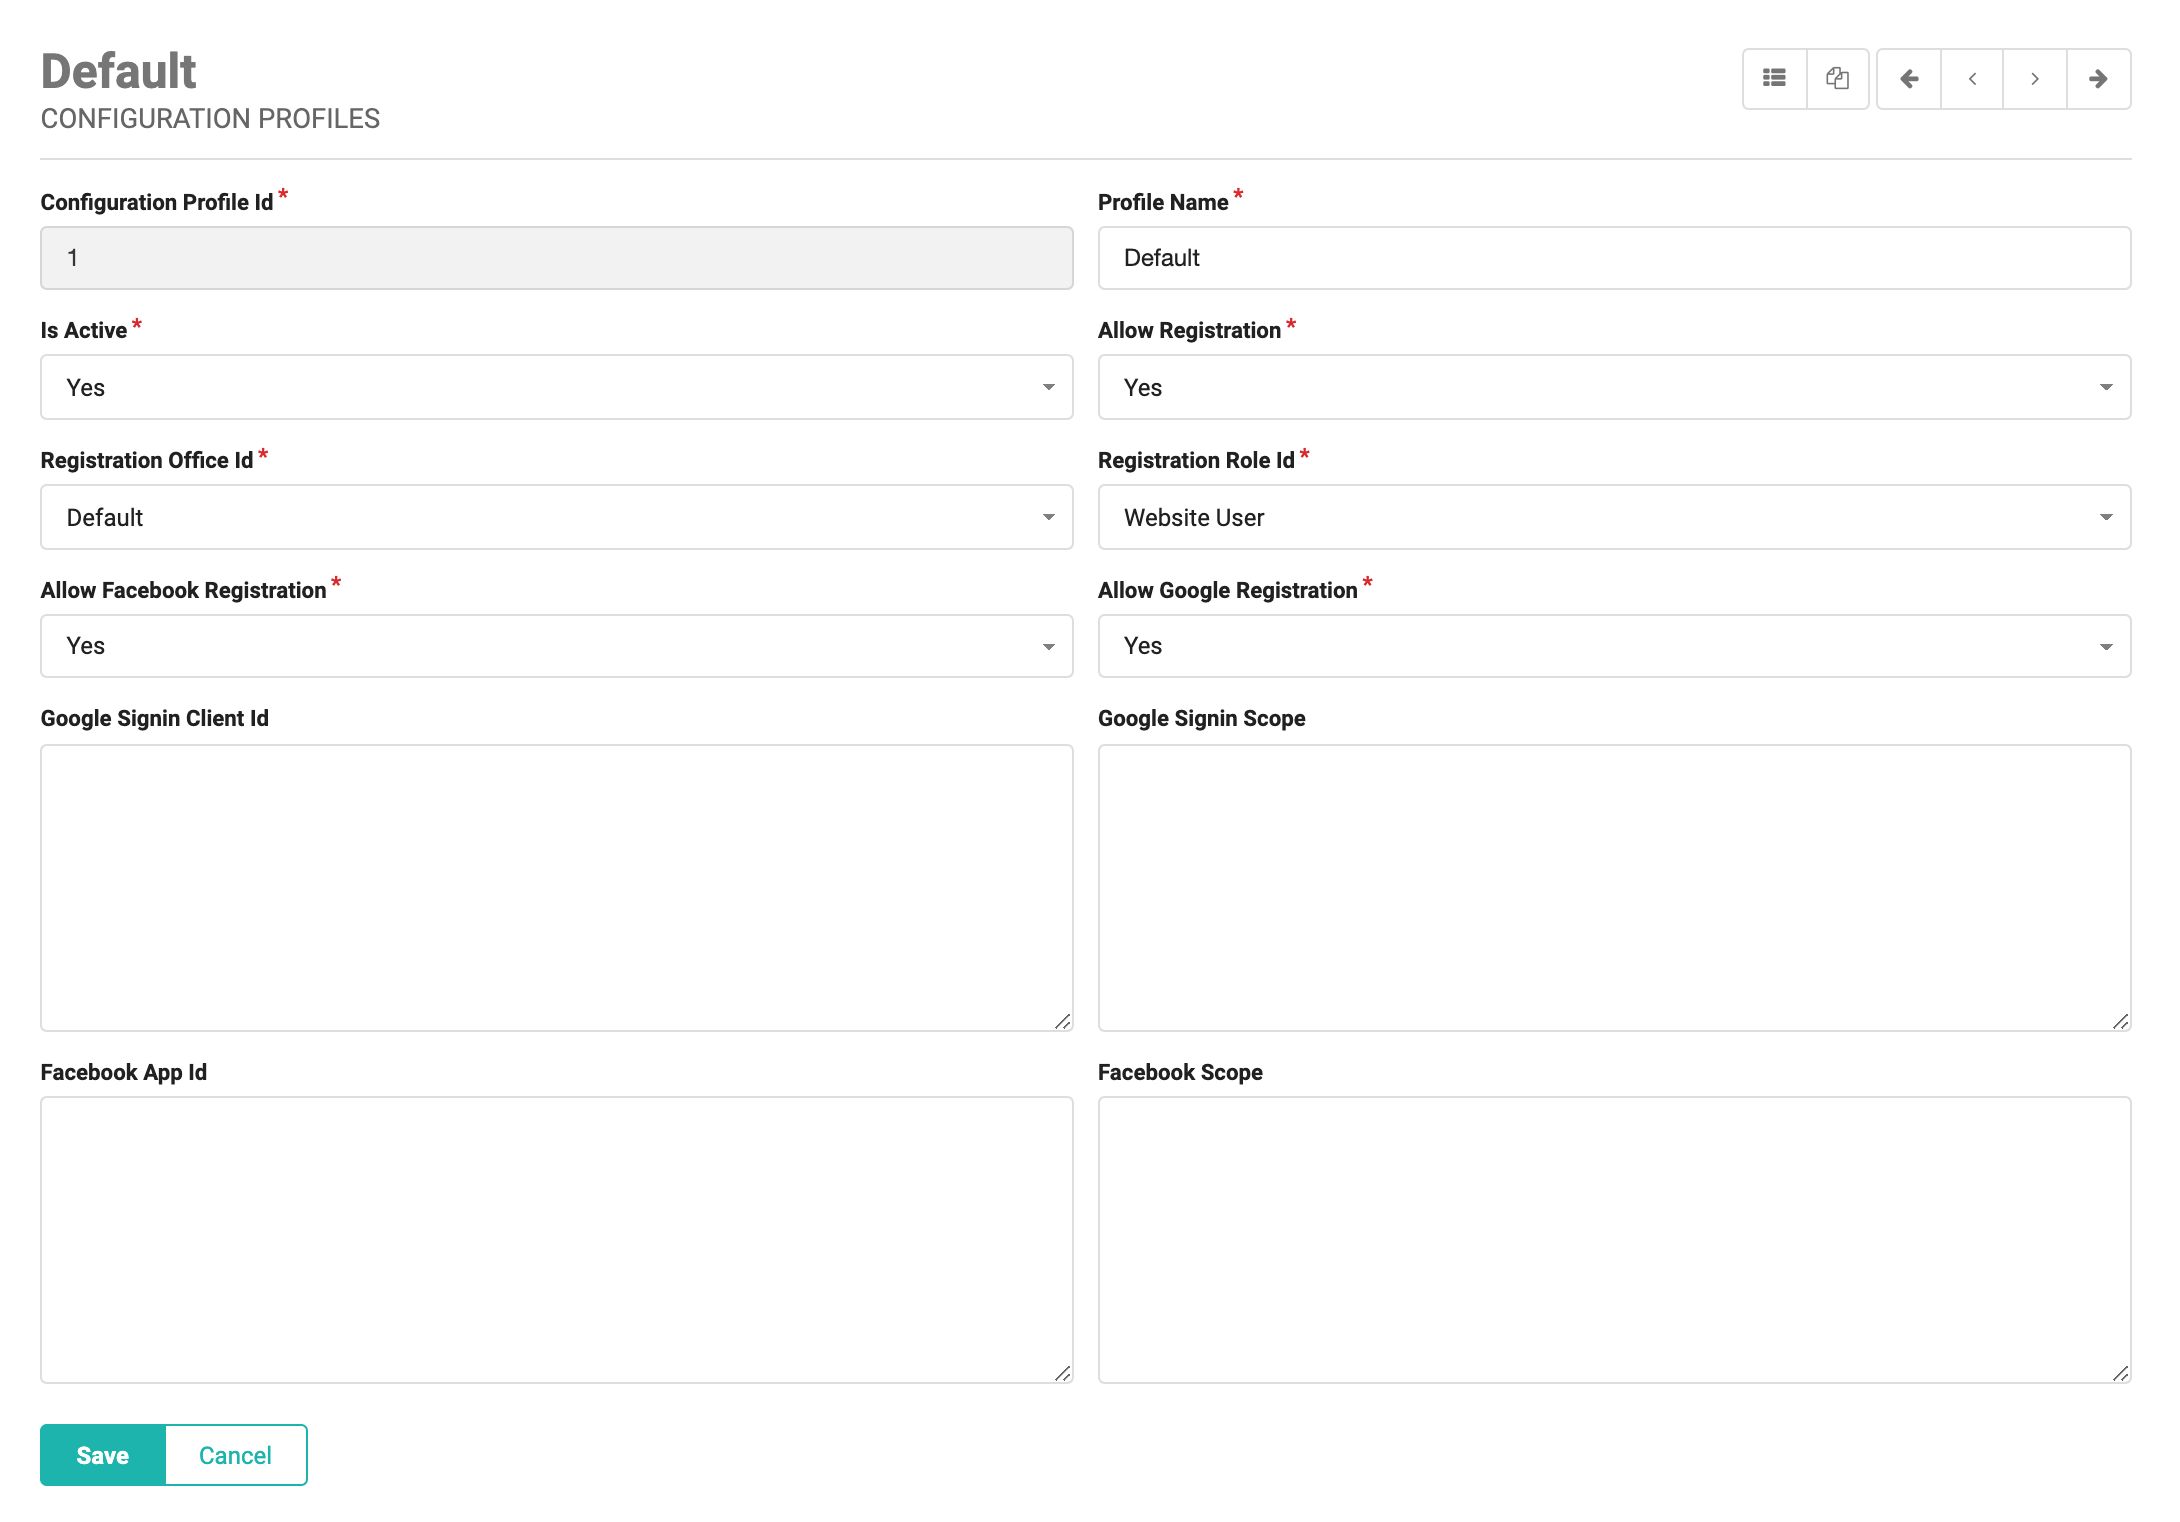 Default
CONFIGURATION PROFILES
Configuration Profile Id *
Profile Name *
1
Default
Is Active *
Allow Registration *
Yes
Yes
Registration Office Id *
Registration Role Id *
Default
Website User
Allow Facebook Registration *
Allow Google Registration *
Yes
Yes
Google Signin Client Id
Google Signin Scope
Facebook App Id
Facebook Scope
Save
Cancel